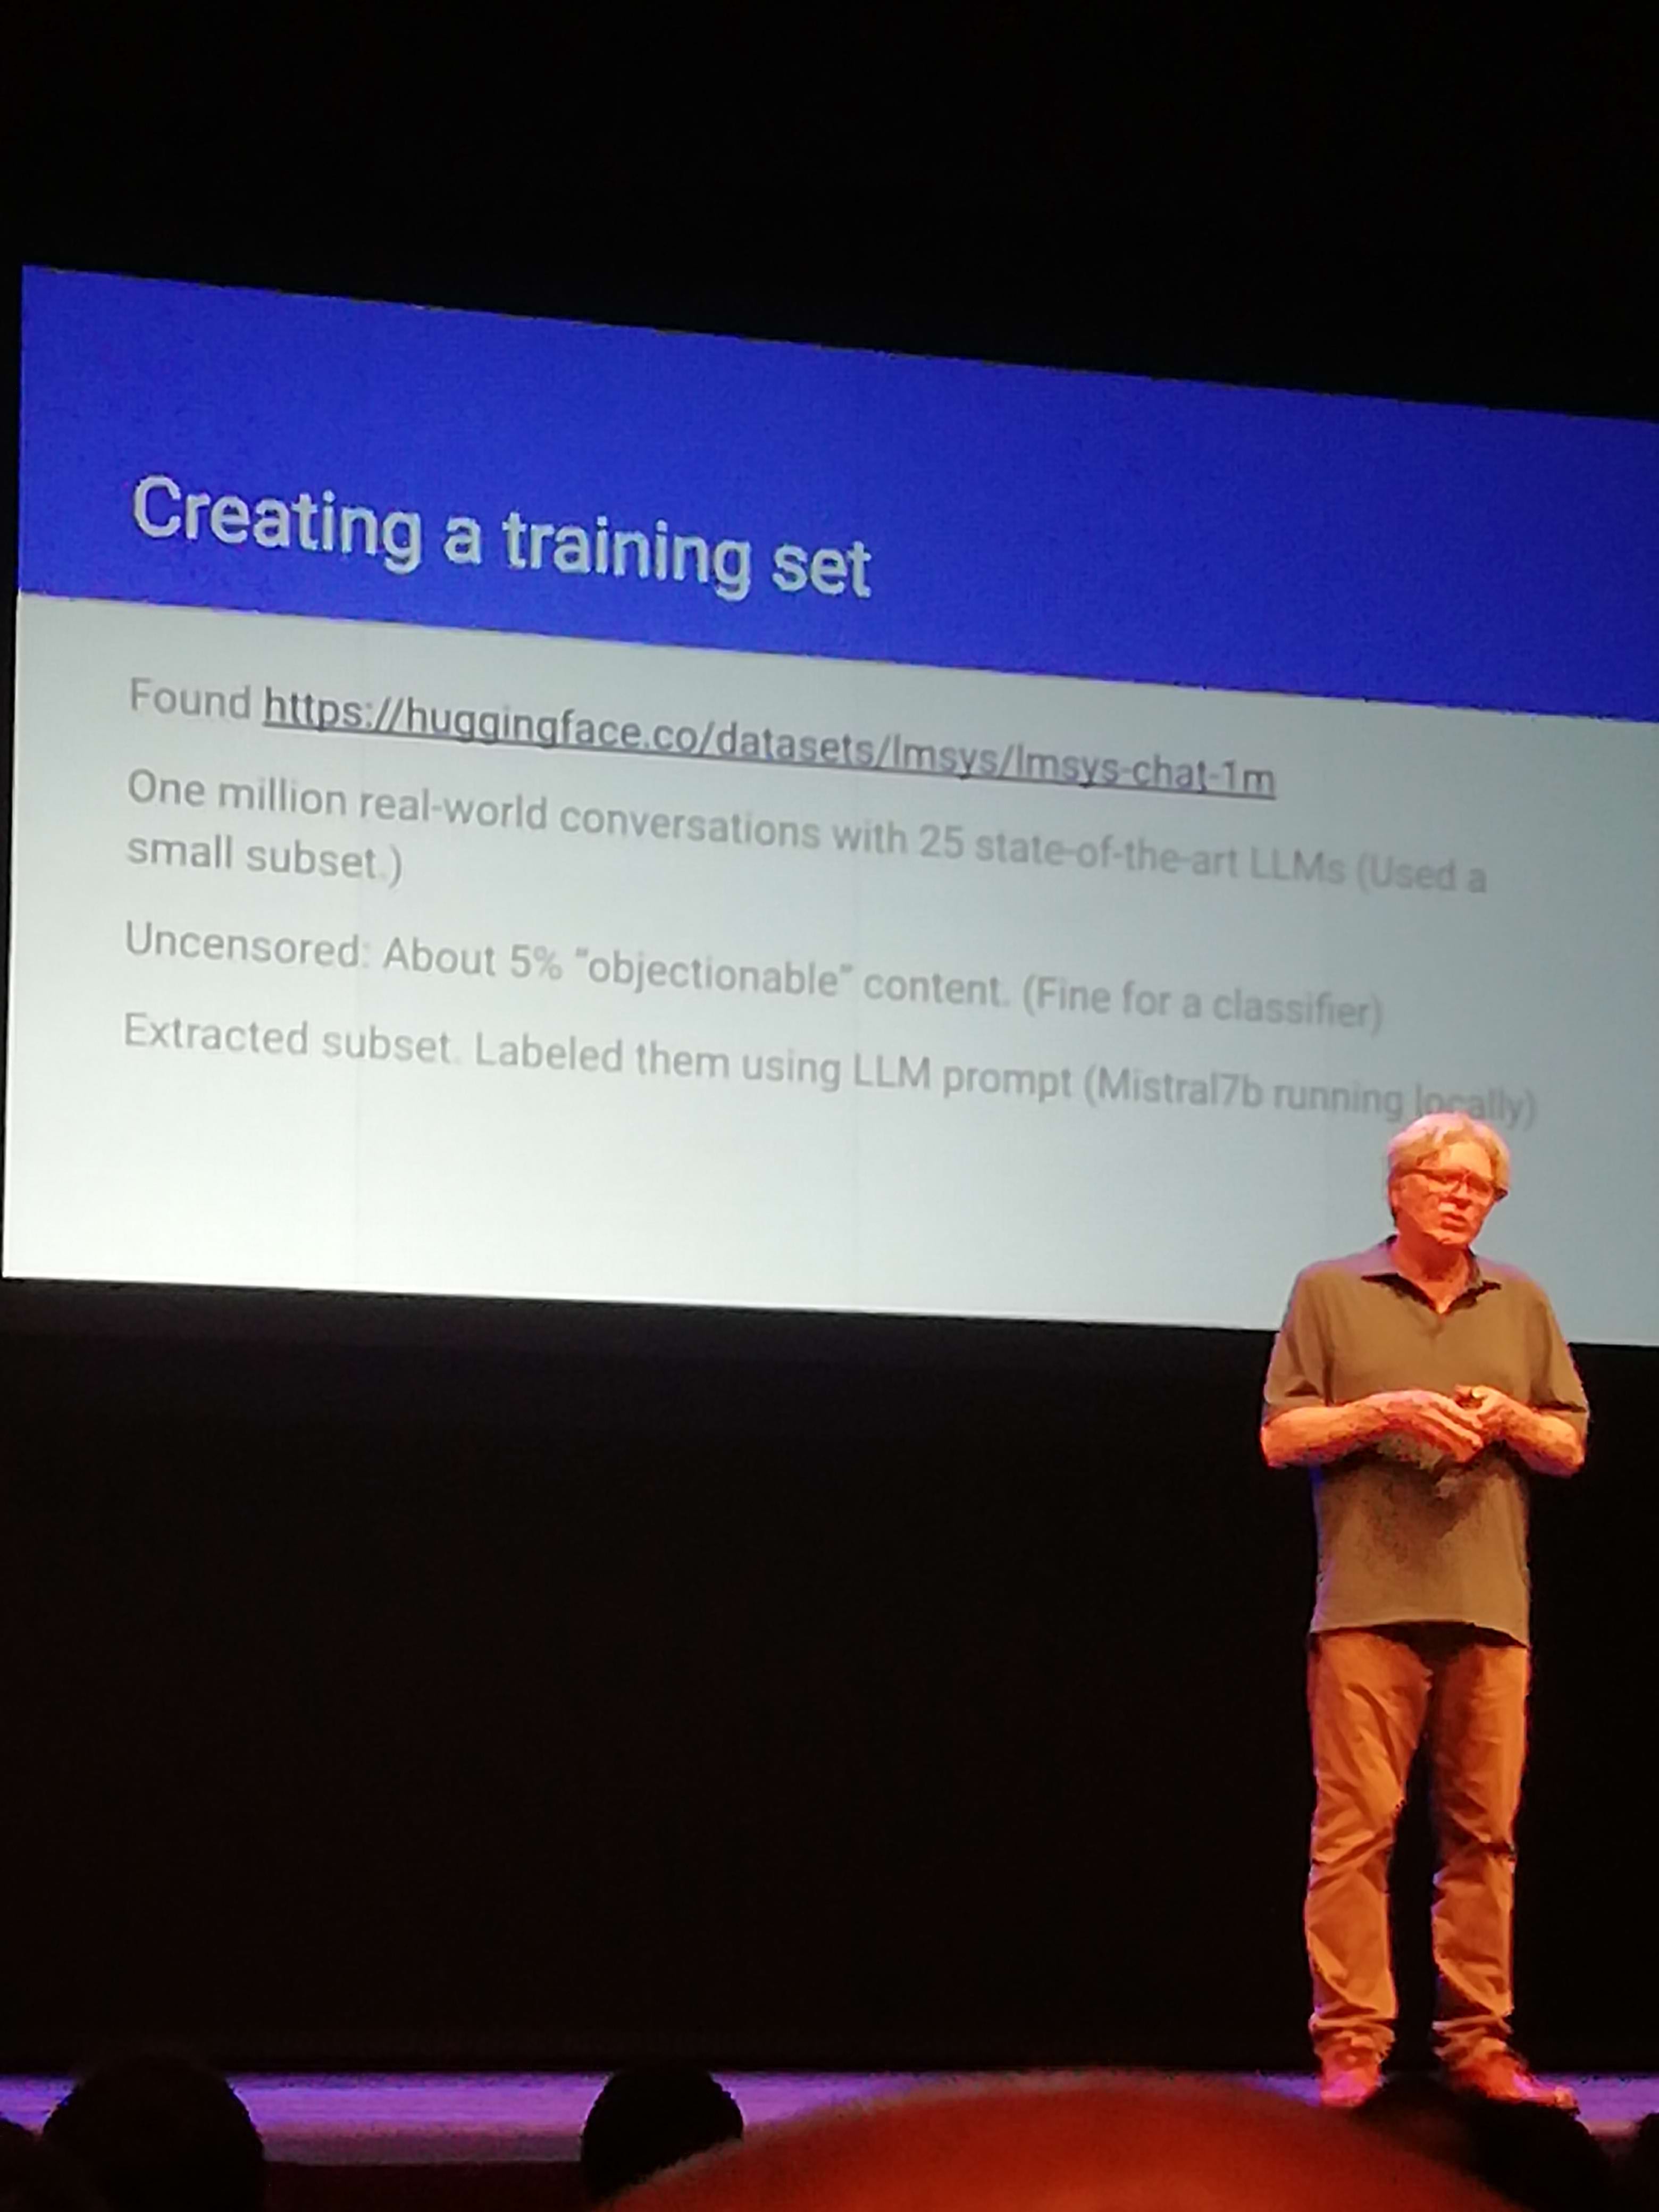 Creating a training set
Found https://huggingface.co/datasets/lmsys/lmsys-chat-1m
One million real-world conversations with 25 state-of-the-art LLMs (Used a
small subset.)
Uncensored: About 5% "objectionable" content. (Fine for a classifier)
Extracted subset. Labeled them using LLM prompt (Mistral7b running locally)